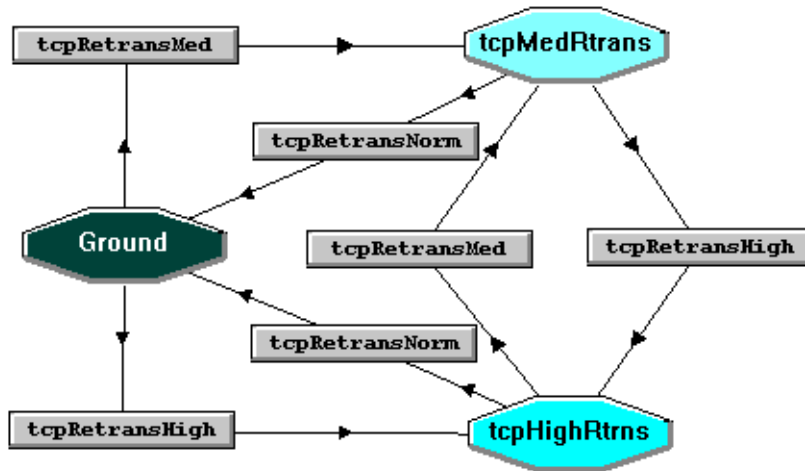 tcpRetransMed
tcpMedRtrans
tcpRetransNorm
Ground
tcpRetransMed
tcpRetransHigh
tcpRetransNorm
tcpRetransHigh
tcpHighRtrns